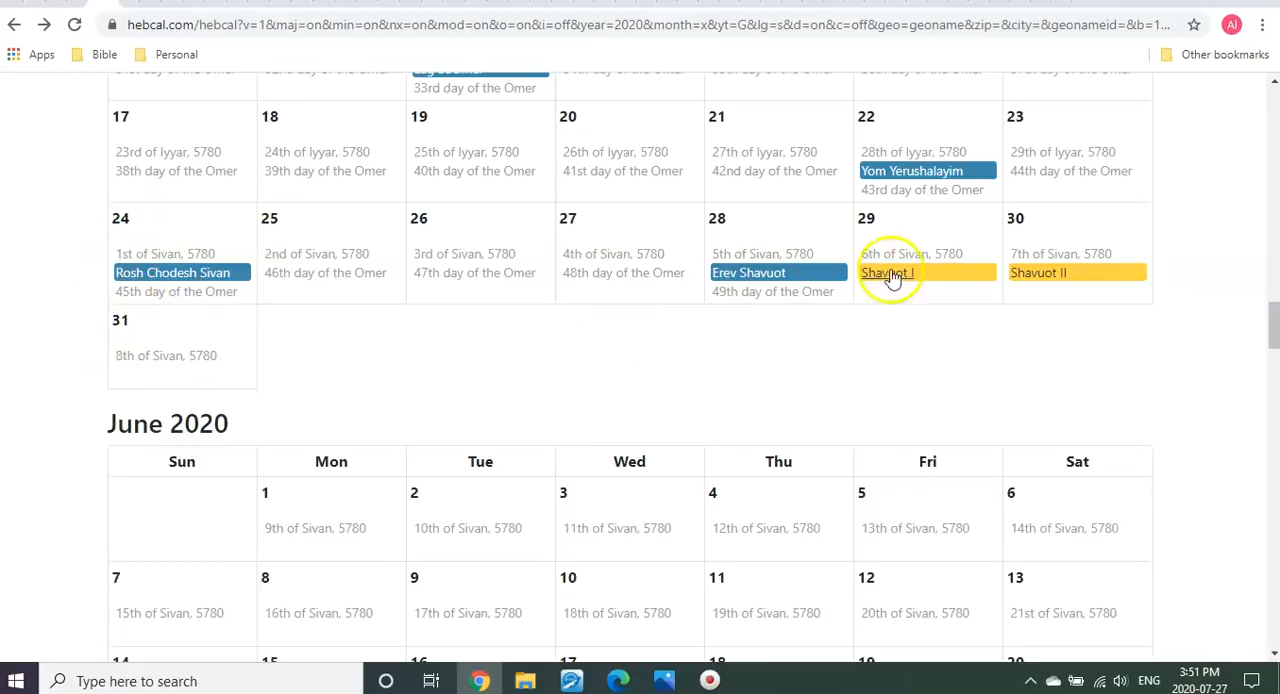 hebcal.com/hebcal?v=1&maj=on&min=on&nx=on&mod=on&o=on&i=off&year=2020&month=x&yt=G&lg=s&d=on&c=off&geo=geoname&zip=&city=&geonameid=&b=1...
AI
Apps Bible Personal Other bookmarks
33rd day of the Omer
17 18 19 20 21 22 23
23rd of Iyyar, 5780 24th of Iyyar, 5780 25th of Iyyar, 5780 26th of Iyyar, 5780 27th of Iyyar, 5780 28th of Iyyar, 5780 29th of Iyyar, 5780
38th day of the Omer 39th day of the Omer 40th day of the Omer 41st day of the Omer 42nd day of the Omer Yom Yerushalayim 44th day of the Omer
43rd day of the Omer
24 25 26 27 28 29 30
1st of Sivan, 5780 2nd of Sivan, 5780 3rd of Sivan, 5780 4th of Sivan, 5780 5th of Sivan, 5780 6th of Sivan, 5780 7th of Sivan, 5780
Rosh Chodesh Sivan 46th day of the Omer 47th day of the Omer 48th day of the Omer Erev Shavuot Shavuot I Shavuot II
45th day of the Omer 49th day of the Omer
31
8th of Sivan, 5780
June 2020
Sun Mon Tue Wed Thu Fri Sat
1 2 3 4 5 6
9th of Sivan, 5780 10th of Sivan, 5780 11th of Sivan, 5780 12th of Sivan, 5780 13th of Sivan, 5780 14th of Sivan, 5780
7 8 9 10 11 12 13
15th of Sivan, 5780 16th of Sivan, 5780 17th of Sivan, 5780 18th of Sivan, 5780 19th of Sivan, 5780 20th of Sivan, 5780 21st of Sivan, 5780
14 15 16 17 18 19 20
Type here to search ENG 3:51 PM
2020-07-27